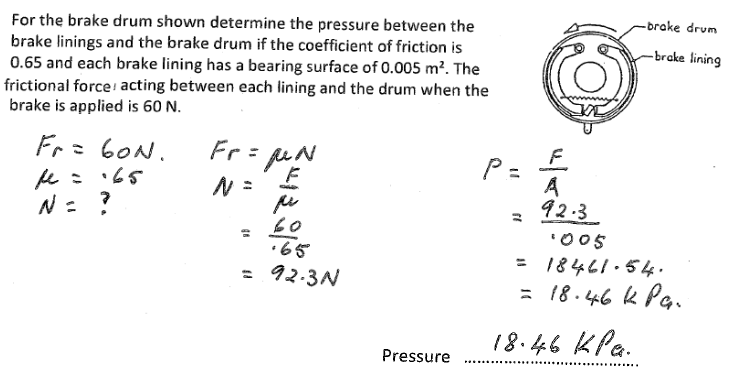 For the brake drum shown determine the pressure between the
brake linings and the brake drum if the coefficient of friction is
0.65 and each brake lining has a bearing surface of 0.005 m². The
frictional force acting between each lining and the drum when the
brake is applied is 60 N.
brake drum
brake lining
Fr = 60N.
μ = .65
N = ?
Fr = μN
N = F/μ
= 60/.65
= 92.3N
P = F/A
= 92.3/.005
= 18461.54.
= 18.46 k Pa.
Pressure 18.46 KPa.